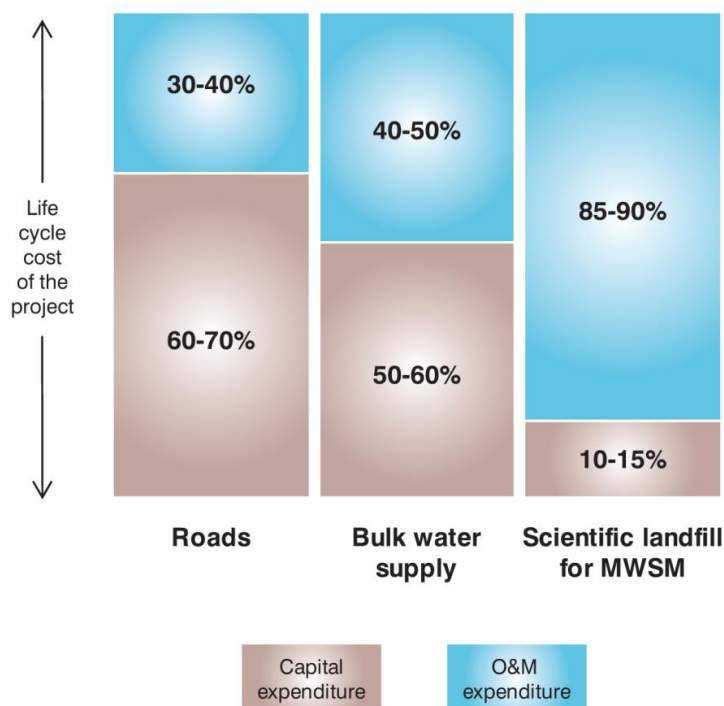 30-40%
40-50%
85-90%
Life
cycle
cost
of the
project
60-70%
50-60%
10-15%
Roads
Bulk water
supply
Scientific landfill
for MWSM
Capital
expenditure
O&M
expenditure